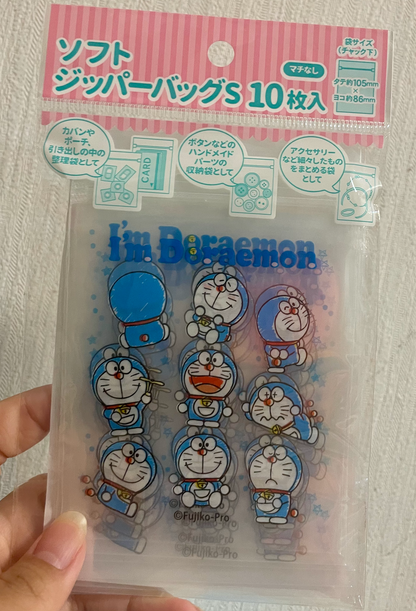 ソフト
ジッパーバッグS 10枚入
マチなし
袋サイズ
(チャック下)
タテ約105mm
×
ヨコ約86mm
カバンや
ポーチ、
引き出しの中の
整理袋として
CARD
ボタンなどの
ハンドメイド
パーツの
収納袋として
アクセサリー
など細々したもの
をまとめる袋
として
I'm Doraemon
I'm Doraemon
©Fujiko-Pro
©Fujiko-Pro
©Fujiko-Pro